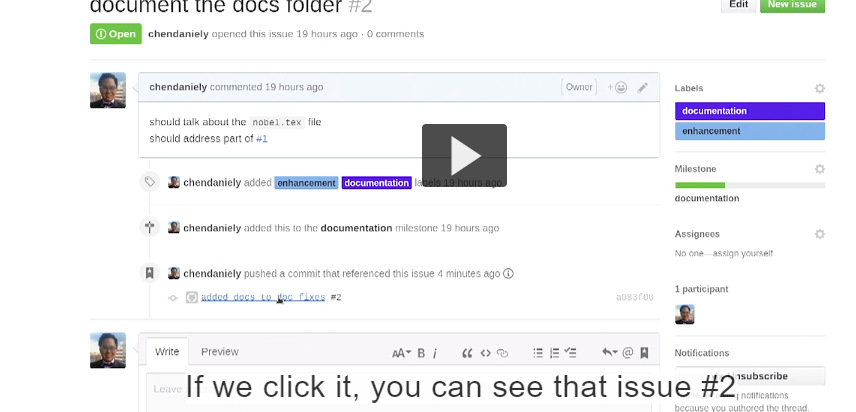 document the docs folder #2
Edit
New issue
Open
chendaniely opened this issue 19 hours ago · 0 comments
chendaniely commented 19 hours ago
Owner
should talk about the nobel.tex file
should address part of #1
chendaniely added enhancement documentation labels 19 hours ago
chendaniely added this to the documentation milestone 19 hours ago
chendaniely pushed a commit that referenced this issue 4 minutes ago
added docs to doc fixes #2
a083f00
Labels
documentation
enhancement
Milestone
documentation
Assignees
No one—assign yourself
1 participant
Notifications
Unsubscribe
notifications
because you authored the thread.
Write
Preview
AA B i
Leave
If we click it, you can see that issue #2